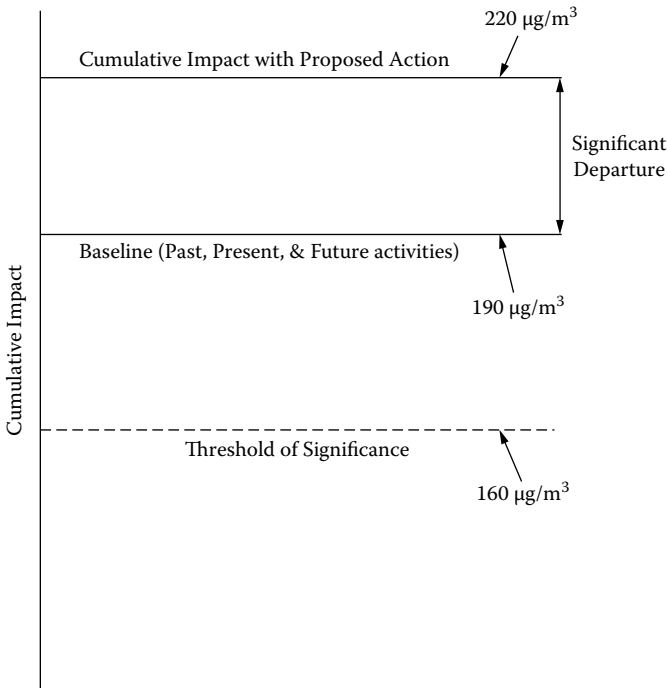 220 µg/m³
Cumulative Impact with Proposed Action
Significant
Departure
Baseline (Past, Present, & Future activities)
190 µg/m³
Cumulative Impact
Threshold of Significance
160 µg/m³